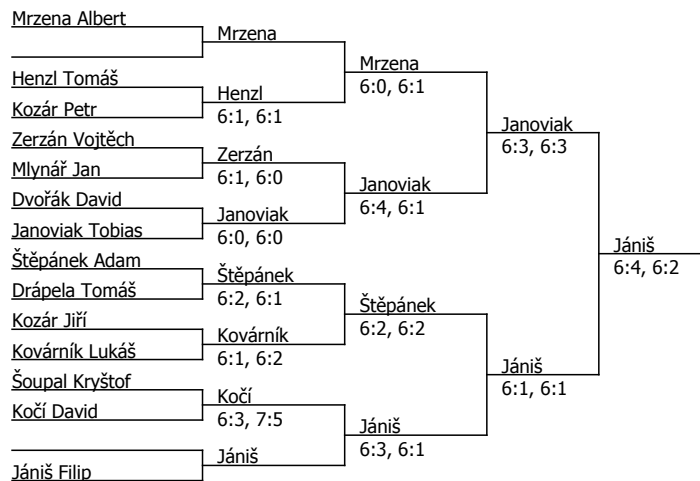 Mrzena Albert
Mrzena
Mrzena
6:0, 6:1
Henzl Tomáš
Henzl
6:1, 6:1
Kozár Petr
Janoviak
6:3, 6:3
Zerzán Vojtěch
Zerzán
6:1, 6:0
Mlynář Jan
Janoviak
6:4, 6:1
Dvořák David
Janoviak
6:0, 6:0
Janoviak Tobias
Jániš
6:4, 6:2
Štěpánek Adam
Štěpánek
6:2, 6:1
Drápela Tomáš
Štěpánek
6:2, 6:2
Kozár Jiří
Kovárník
6:1, 6:2
Kovárník Lukáš
Jániš
6:1, 6:1
Šoupal Kryštof
Kočí
6:3, 7:5
Kočí David
Jániš
6:3, 6:1
Jániš
Jániš Filip